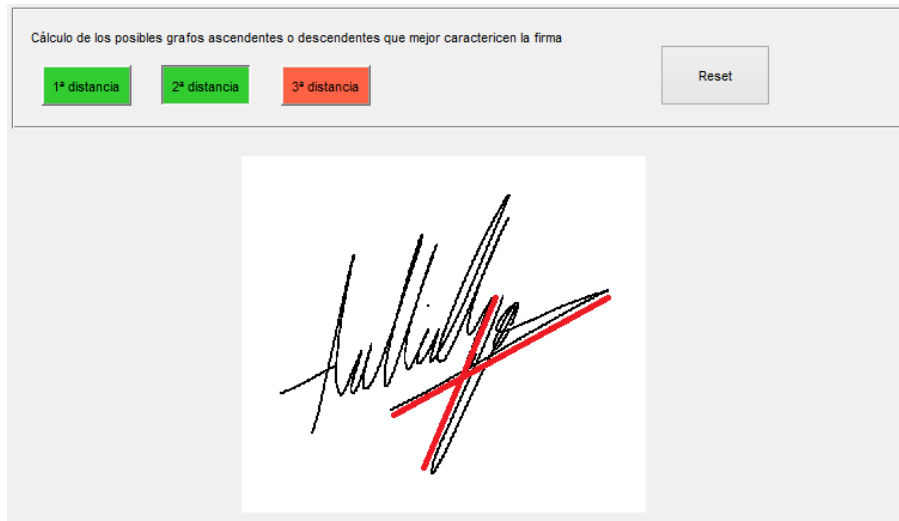 Cálculo de los posibles grafos ascendentes o descendentes que mejor caractericen la firma
1ª distancia 2ª distancia 3ª distancia Reset